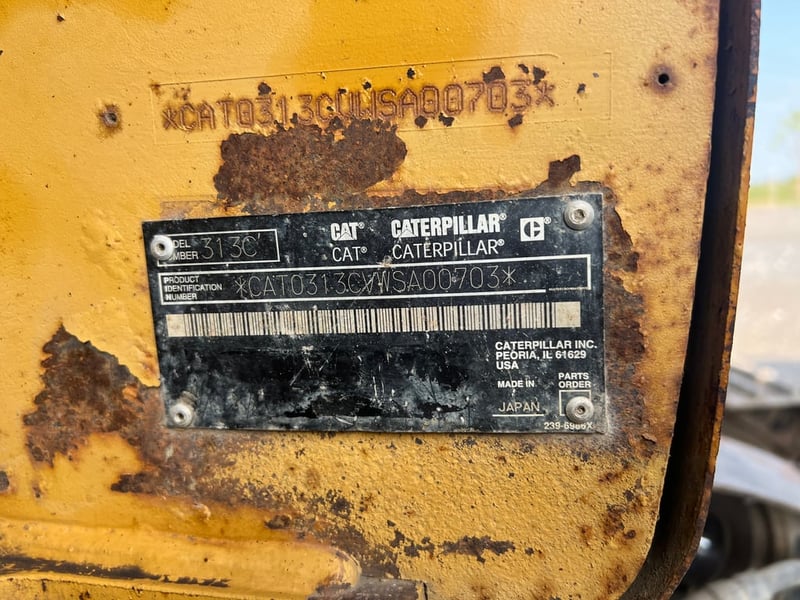 *CAT0313CVWSA00703*
CAT® CATERPILLAR®
CAT® CATERPILLAR®
MODEL NUMBER 313C
PRODUCT
IDENTIFICATION
NUMBER
*CAT0313CVWSA00703*
CATERPILLAR INC.
PEORIA, IL 61629
USA
MADE IN
PARTS
ORDER
JAPAN